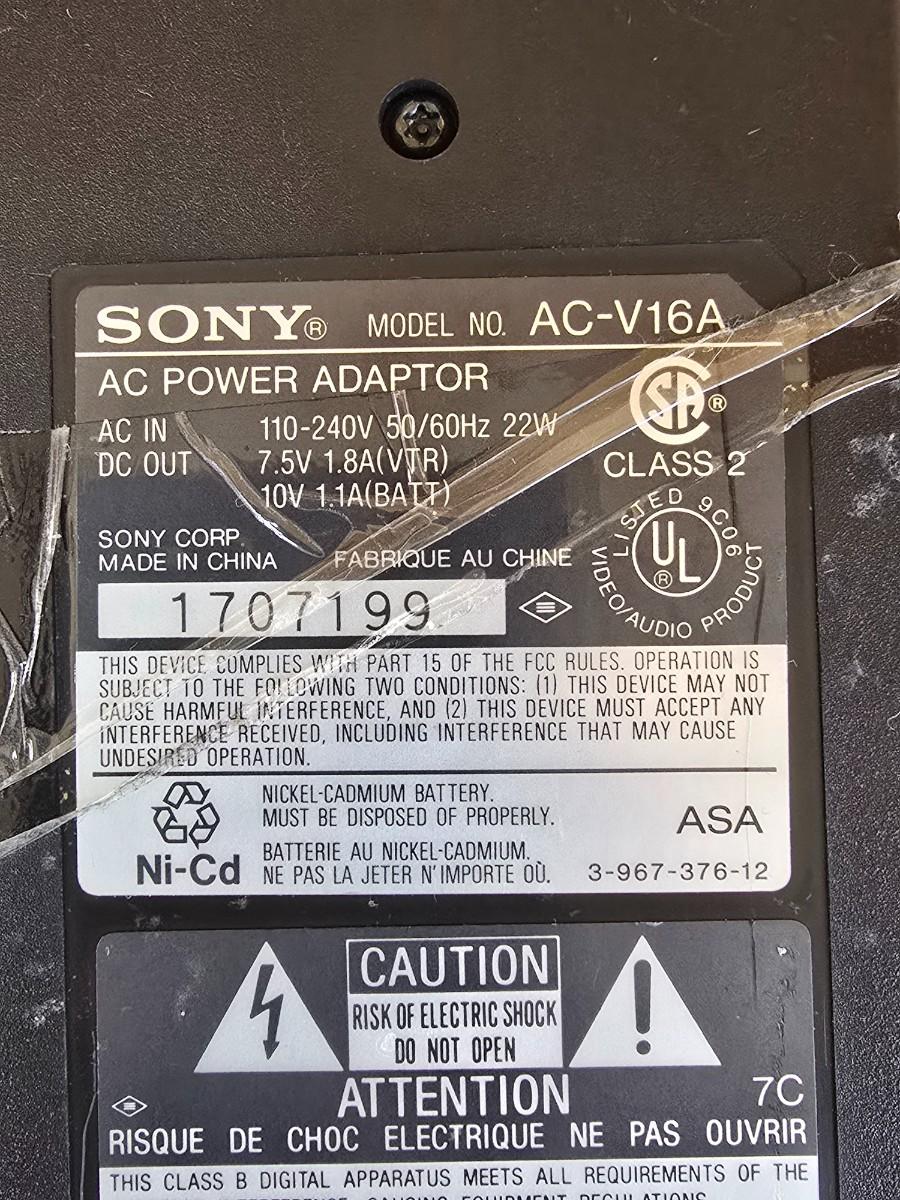 SONY® MODEL NO. AC-V16A
AC POWER ADAPTOR
AC IN 110-240V 50/60Hz 22W
DC OUT 7.5V 1.8A(VTR)
10V 1.1A(BATT)
SA ®
CLASS 2
SONY CORP.
MADE IN CHINA FABRIQUE AU CHINE
LISTED 9C06
UL ®
VIDEO/AUDIO PRODUCT
1707199
THIS DEVICE COMPLIES WITH PART 15 OF THE FCC RULES. OPERATION IS
SUBJECT TO THE FOLLOWING TWO CONDITIONS: (1) THIS DEVICE MAY NOT
CAUSE HARMFUL INTERFERENCE, AND (2) THIS DEVICE MUST ACCEPT ANY
INTERFERENCE RECEIVED, INCLUDING INTERFERENCE THAT MAY CAUSE
UNDESIRED OPERATION.
NICKEL-CADMIUM BATTERY.
MUST BE DISPOSED OF PROPERLY.
ASA
Ni-Cd
BATTERIE AU NICKEL-CADMIUM.
NE PAS LA JETER N'IMPORTE OÙ.
3-967-376-12
CAUTION
RISK OF ELECTRIC SHOCK
DO NOT OPEN
ATTENTION 7C
RISQUE DE CHOC ELECTRIQUE NE PAS OUVRIR
THIS CLASS B DIGITAL APPARATUS MEETS ALL REQUIREMENTS OF THE
INTERFERENCE-CAUSING EQUIPMENT REGULATIONS